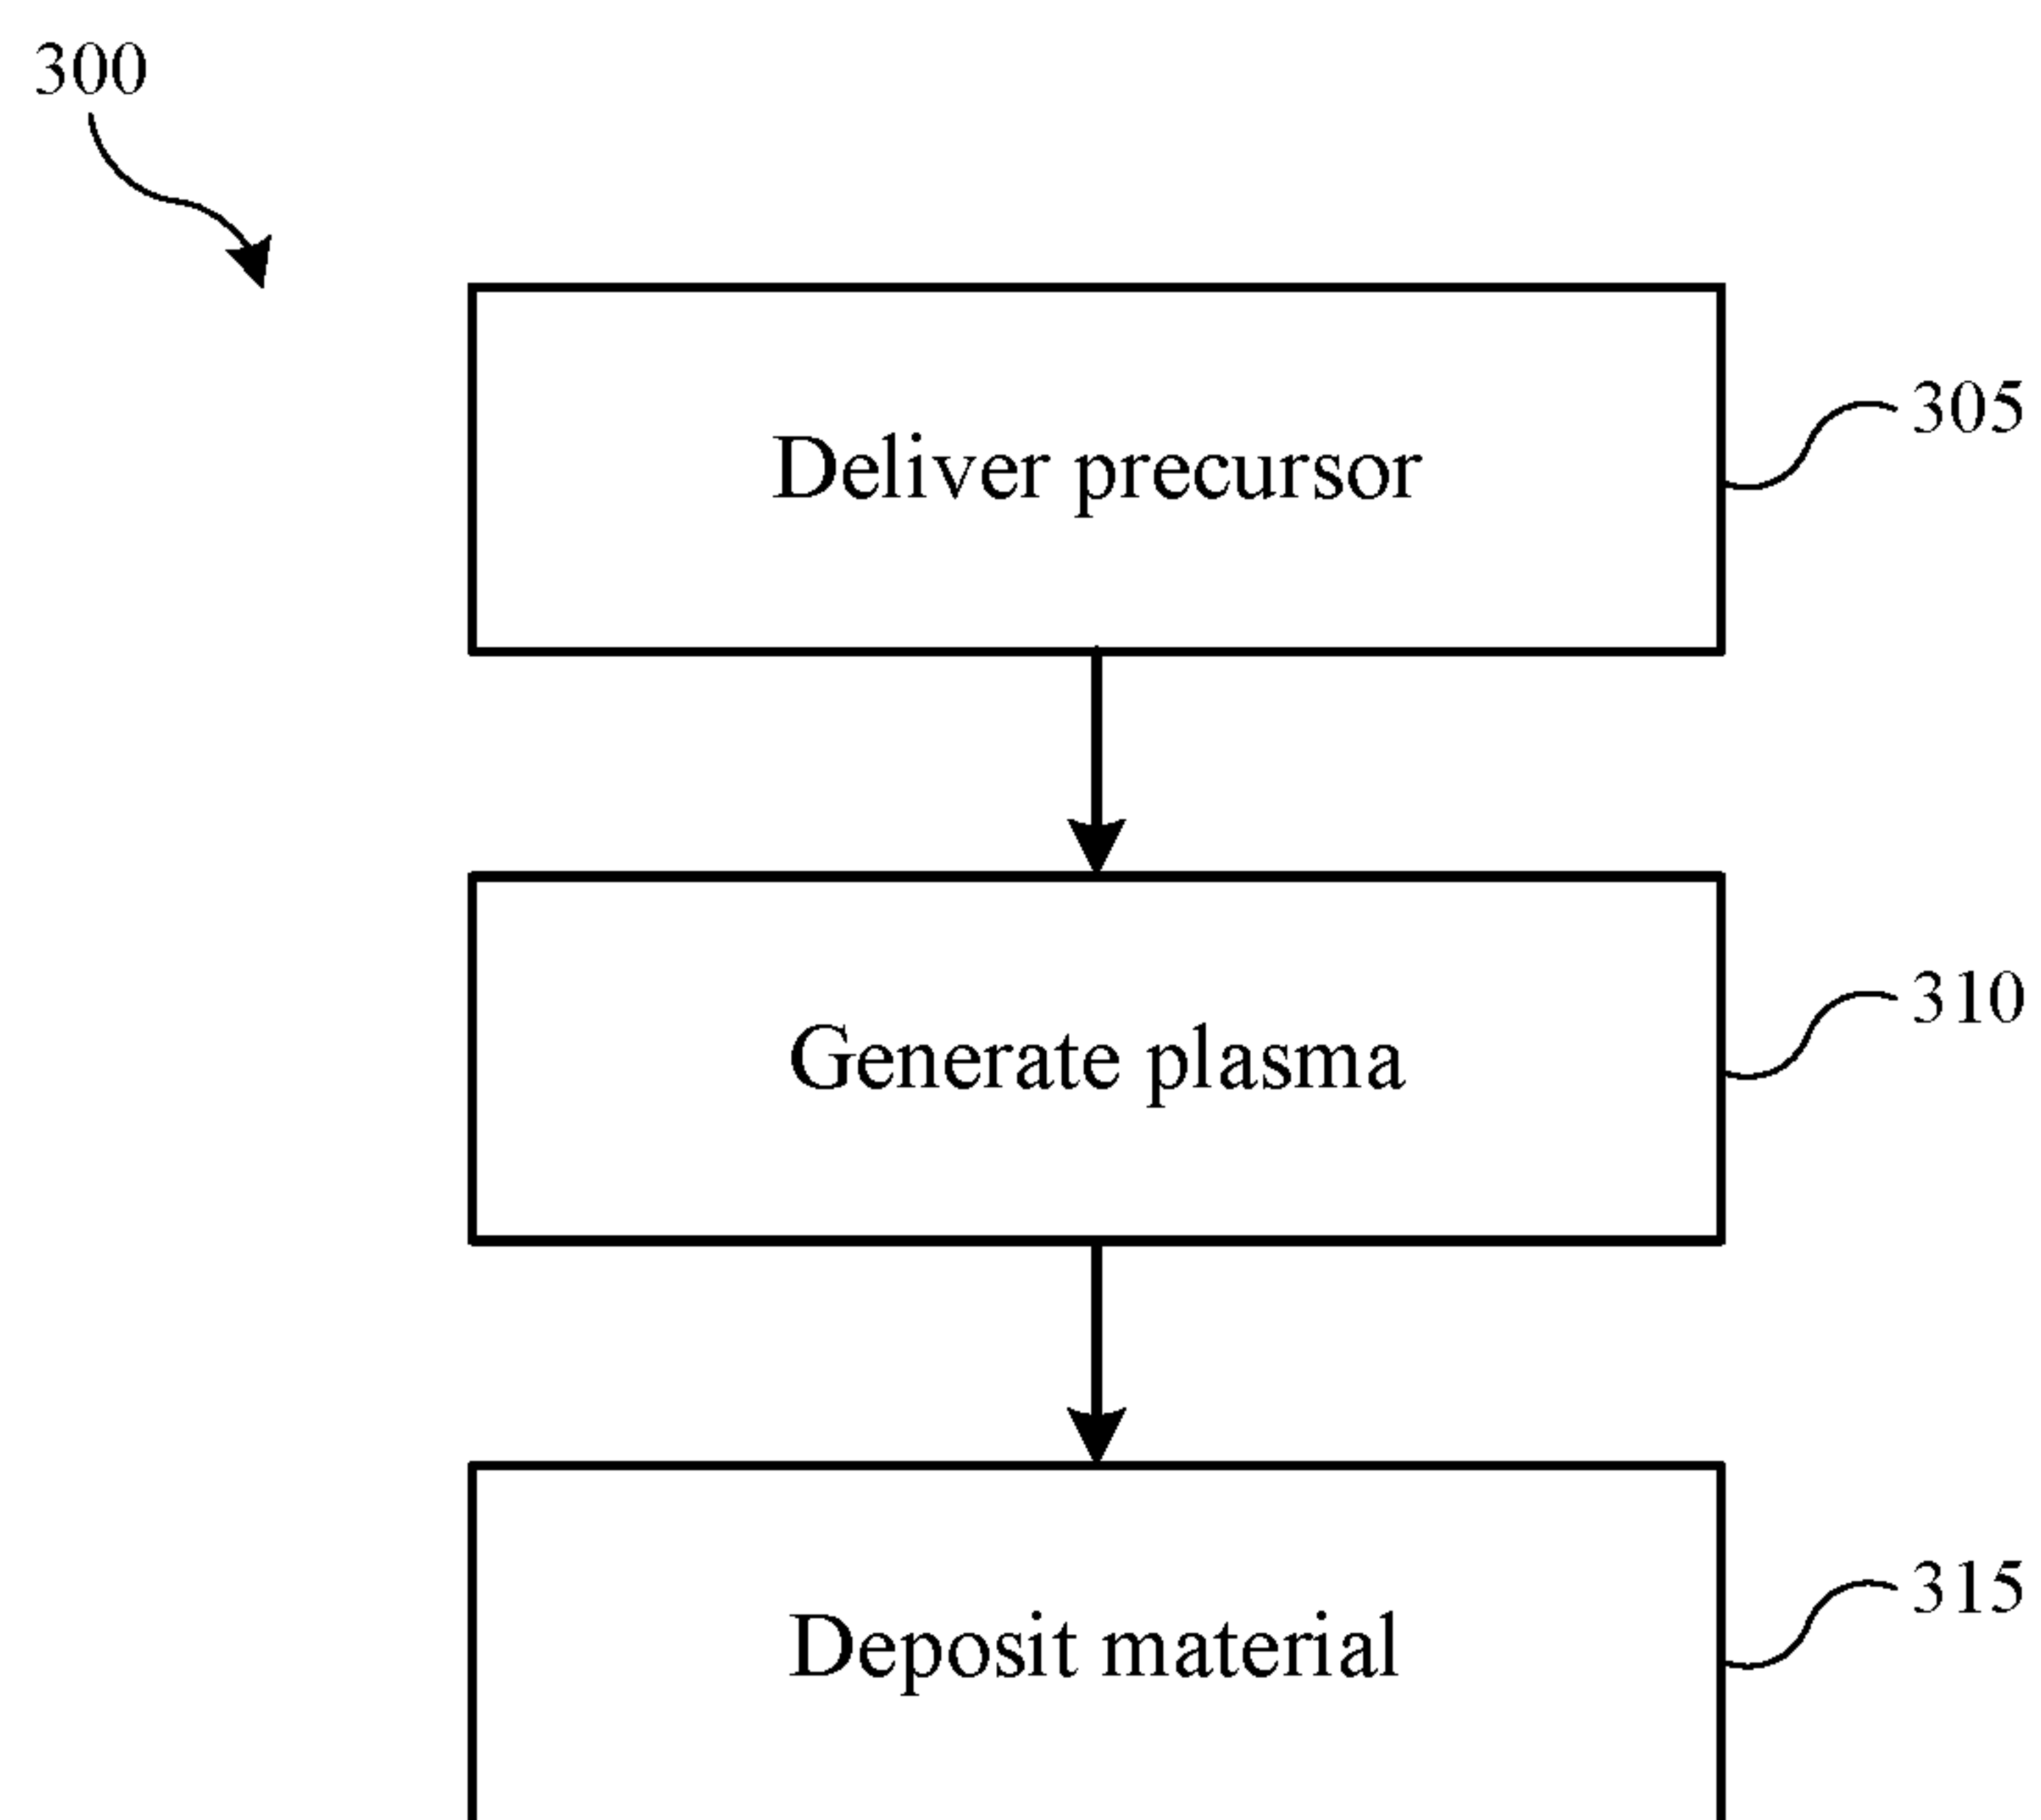 300
Deliver precursor
305
Generate plasma
310
Deposit material
315